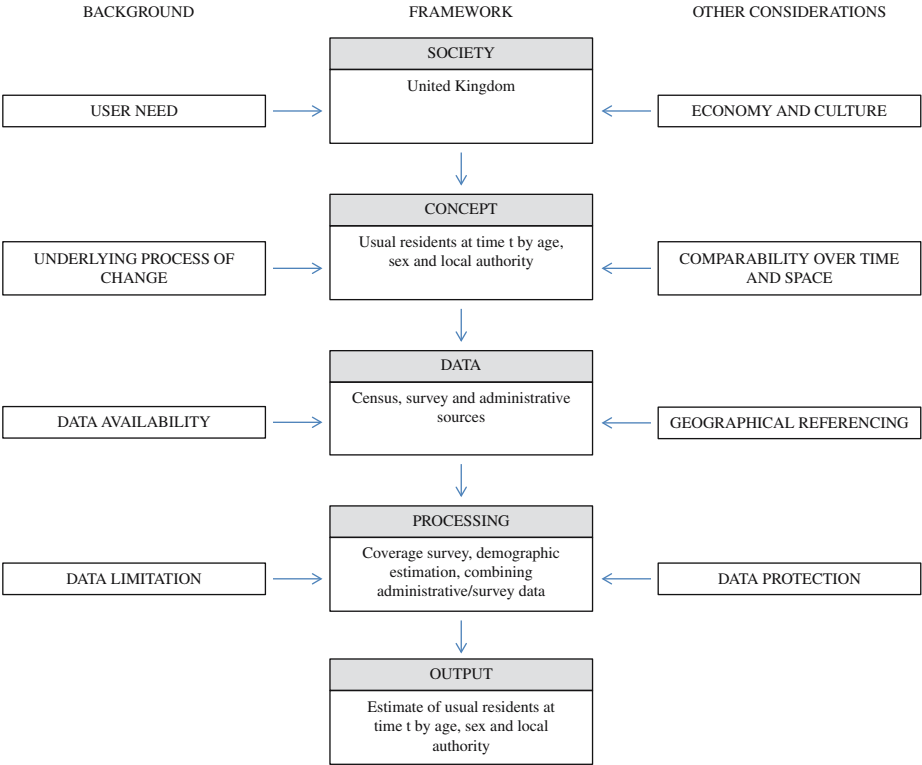 BACKGROUND
FRAMEWORK
OTHER CONSIDERATIONS
SOCIETY
United Kingdom
USER NEED
ECONOMY AND CULTURE
CONCEPT
Usual residents at time t by age,
sex and local authority
UNDERLYING PROCESS OF
CHANGE
COMPARABILITY OVER TIME
AND SPACE
DATA
Census, survey and administrative
sources
DATA AVAILABILITY
GEOGRAPHICAL REFERENCING
PROCESSING
Coverage survey, demographic
estimation, combining
administrative/survey data
DATA LIMITATION
DATA PROTECTION
OUTPUT
Estimate of usual residents at
time t by age, sex and local
authority